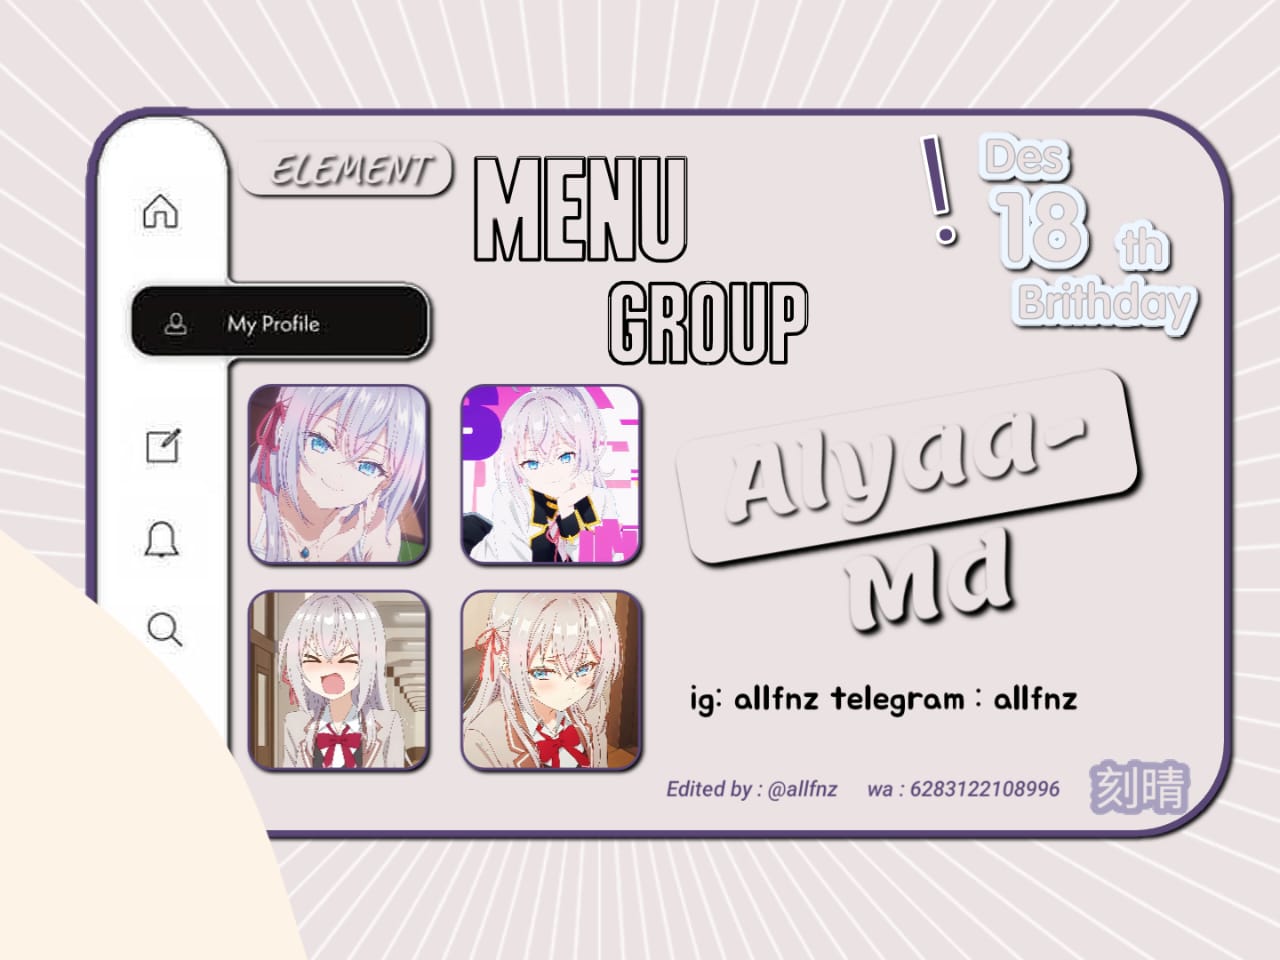 ELEMENT
MENU
GROUP
!
Des
18 th
Brithday
My Profile
Alyaa-
Md
ig: allfnz telegram : allfnz
Edited by : @allfnz wa : 6283122108996
刻晴